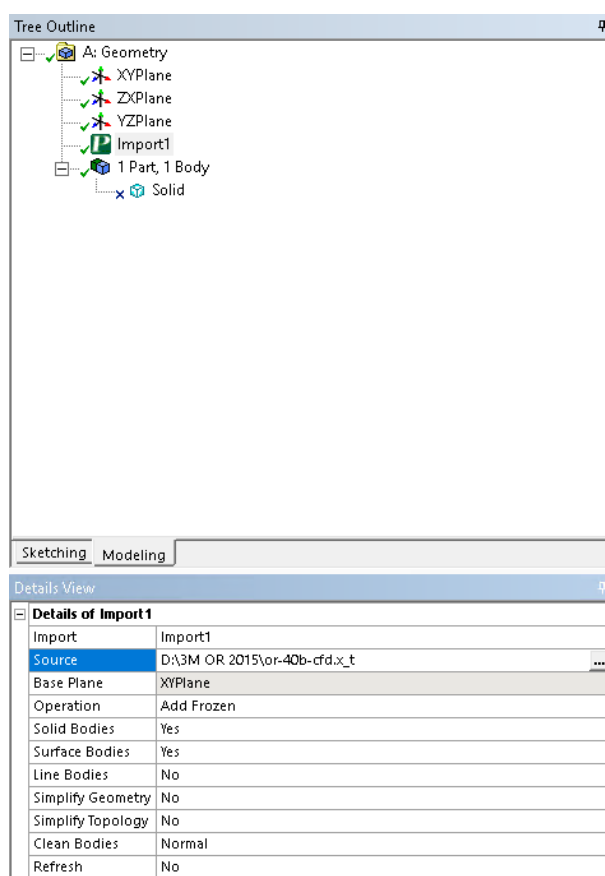 Tree Outline
A: Geometry
XYPlane
ZXPlane
YZPlane
Import1
1 Part, 1 Body
Solid
Sketching Modeling
Details View
Details of Import1
Import Import1
Source D:\3M OR 2015\or-40b-cfd.x_t ...
Base Plane XYPlane
Operation Add Frozen
Solid Bodies Yes
Surface Bodies Yes
Line Bodies No
Simplify Geometry No
Simplify Topology No
Clean Bodies Normal
Refresh No